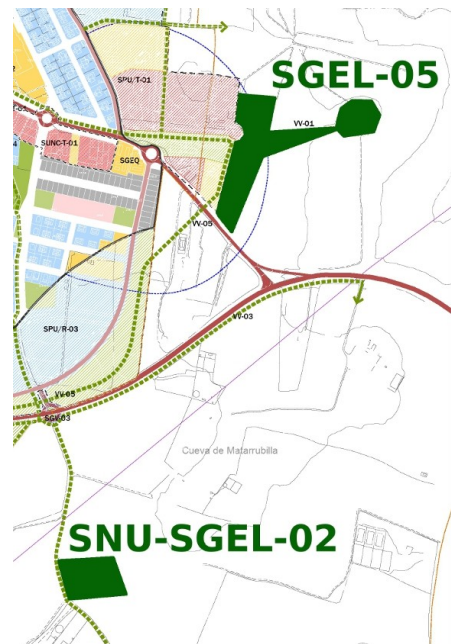 SGEL-05
SPU/T-01
VV-01
SUNC-T-01
SGEQ
VV-05
SPU/R-03
VV-03
VV-05
SGV-03
Cueva de Matarrubilla
SNU-SGEL-02